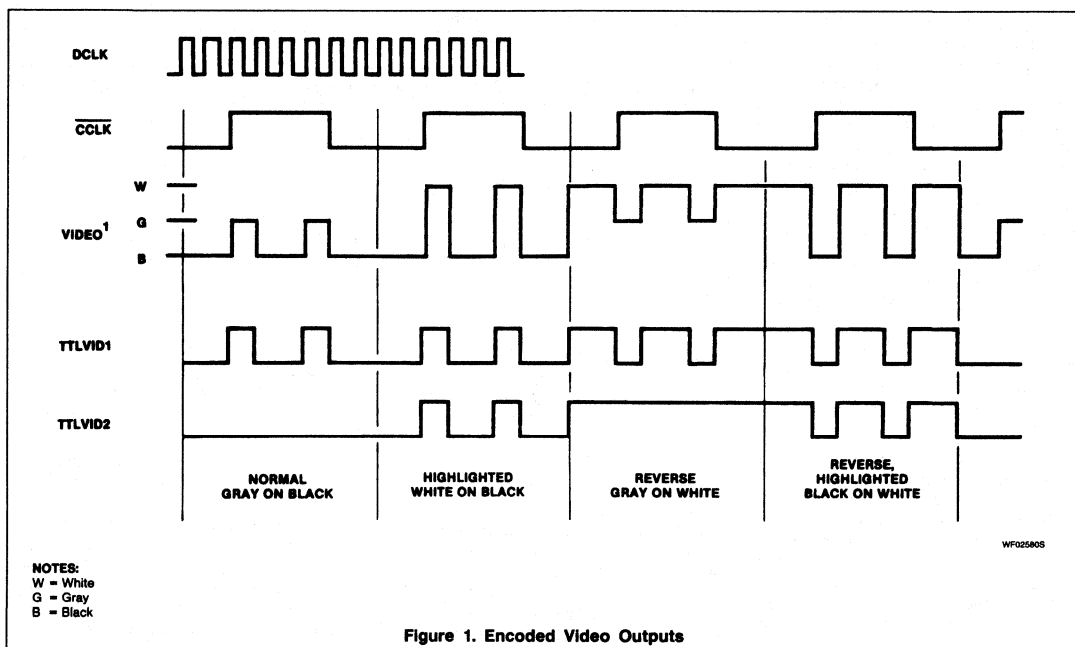 DCLK
CCLK
W
G
VIDEO¹
B
TTLVID1
TTLVID2
NORMAL
GRAY ON BLACK
HIGHLIGHTED
WHITE ON BLACK
REVERSE
GRAY ON WHITE
REVERSE,
HIGHLIGHTED
BLACK ON WHITE
WF02580S
NOTES:
W = White
G = Gray
B = Black
Figure 1. Encoded Video Outputs